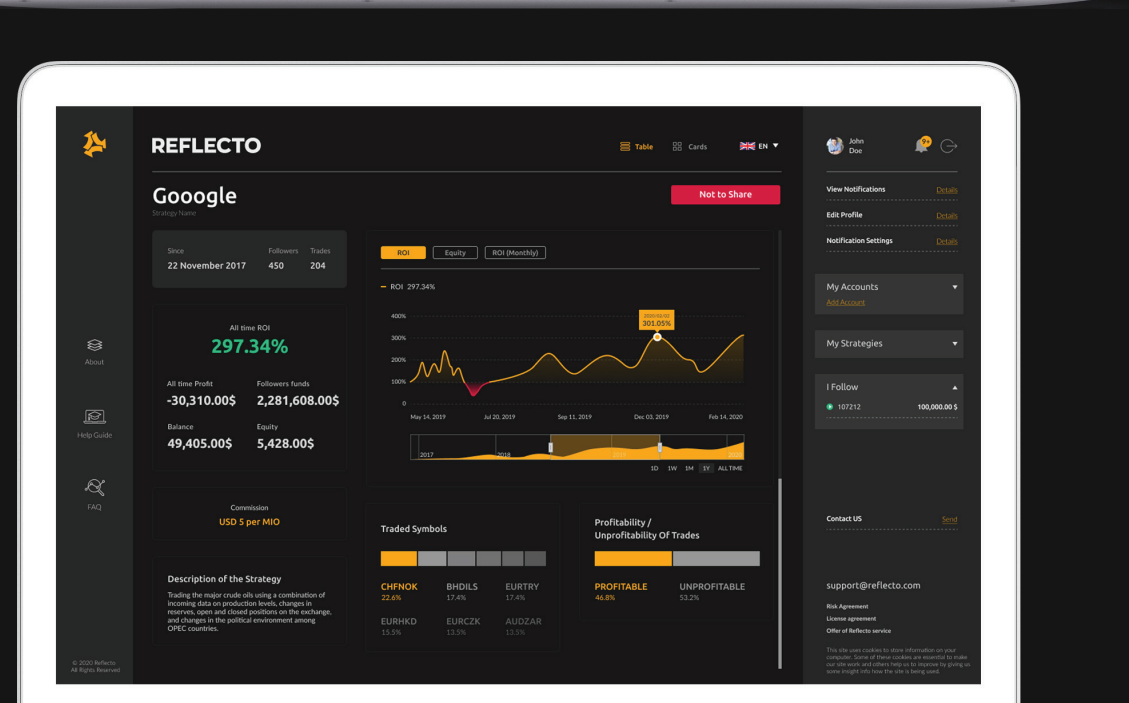 REFLECTO
Table
Cards
EN
John
Doe
9+
Gooogle
Strategy Name
Not to Share
View Notifications
Details
Edit Profile
Details
Notification Settings
Details
Since
Followers
Trades
22 November 2017
450
204
ROI
Equity
ROI (Monthly)
ROI 297.34%
400%
300%
200%
100%
0
2020/02/02
301.05%
May 14, 2019
Jul 20, 2019
Sep 11, 2019
Dec 03, 2019
Feb 14, 2020
2017
2018
2019
2020
1D
1W
1M
1Y
ALL TIME
All time ROI
297.34%
All time Profit
Followers funds
-30,310.00$
2,281,608.00$
Balance
Equity
49,405.00$
5,428.00$
My Accounts
Add Account
My Strategies
I Follow
107212
100,000.00 $
About
Help Guide
FAQ
Commission
USD 5 per MIO
Description of the Strategy
Trading the major crude oils using a combination of
incoming data on production levels, changes in
reserves, open and closed positions on the exchange,
and changes in the political environment among
OPEC countries.
Traded Symbols
CHFNOK
BHDILS
EURTRY
22.6%
17.4%
17.4%
EURHKD
EURCZK
AUDZAR
15.5%
13.5%
13.5%
Profitability /
Unprofitability Of Trades
PROFITABLE
UNPROFITABLE
46.8%
53.2%
Contact US
Send
support@reflecto.com
Risk Agreement
License agreement
Offer of Reflecto service
This site uses cookies to store information on your
computer. Some of these cookies are essential to make
our site work and others help us to improve by giving us
some insight info how the site is being used.
© 2020 Reflecto
All Rights Reserved